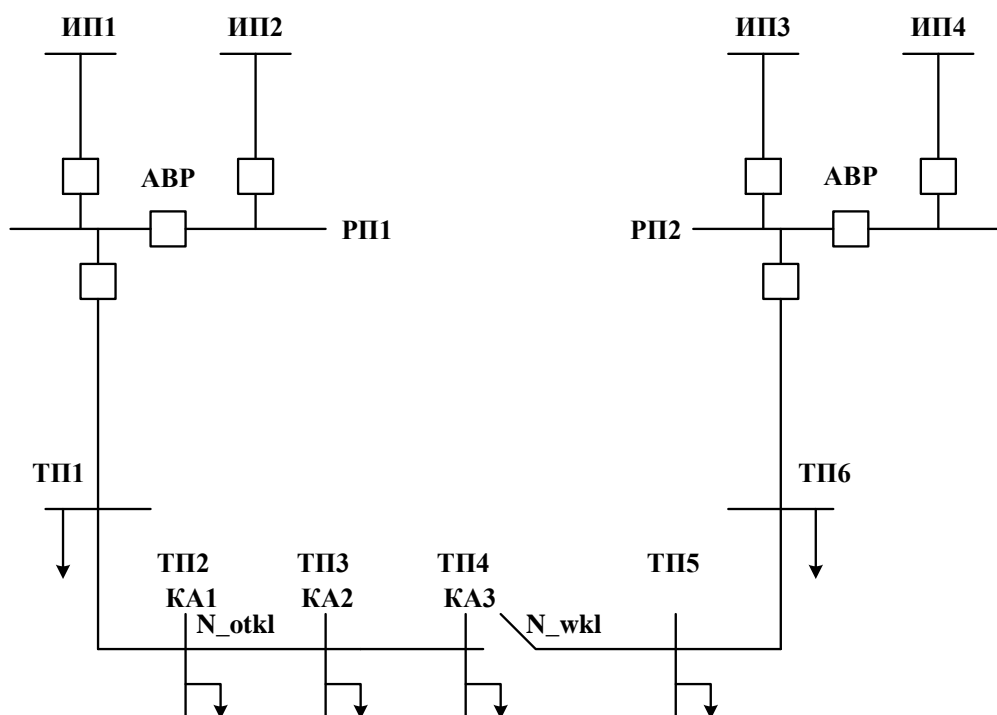 ИП1 ИП2 ИП3 ИП4
АВР АВР
РП1 РП2
ТП1 ТП6
ТП2 ТП3 ТП4 ТП5
КА1 КА2 КА3
N_otkl N_wkl